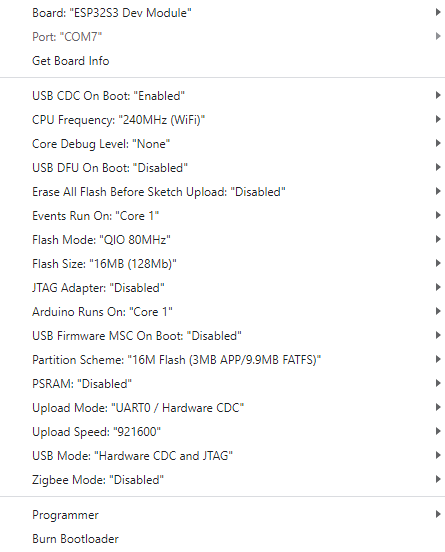 Board: "ESP32S3 Dev Module"
Port: "COM7"
Get Board Info
USB CDC On Boot: "Enabled"
CPU Frequency: "240MHz (WiFi)"
Core Debug Level: "None"
USB DFU On Boot: "Disabled"
Erase All Flash Before Sketch Upload: "Disabled"
Events Run On: "Core 1"
Flash Mode: "QIO 80MHz"
Flash Size: "16MB (128Mb)"
JTAG Adapter: "Disabled"
Arduino Runs On: "Core 1"
USB Firmware MSC On Boot: "Disabled"
Partition Scheme: "16M Flash (3MB APP/9.9MB FATFS)"
PSRAM: "Disabled"
Upload Mode: "UART0 / Hardware CDC"
Upload Speed: "921600"
USB Mode: "Hardware CDC and JTAG"
Zigbee Mode: "Disabled"
Programmer
Burn Bootloader